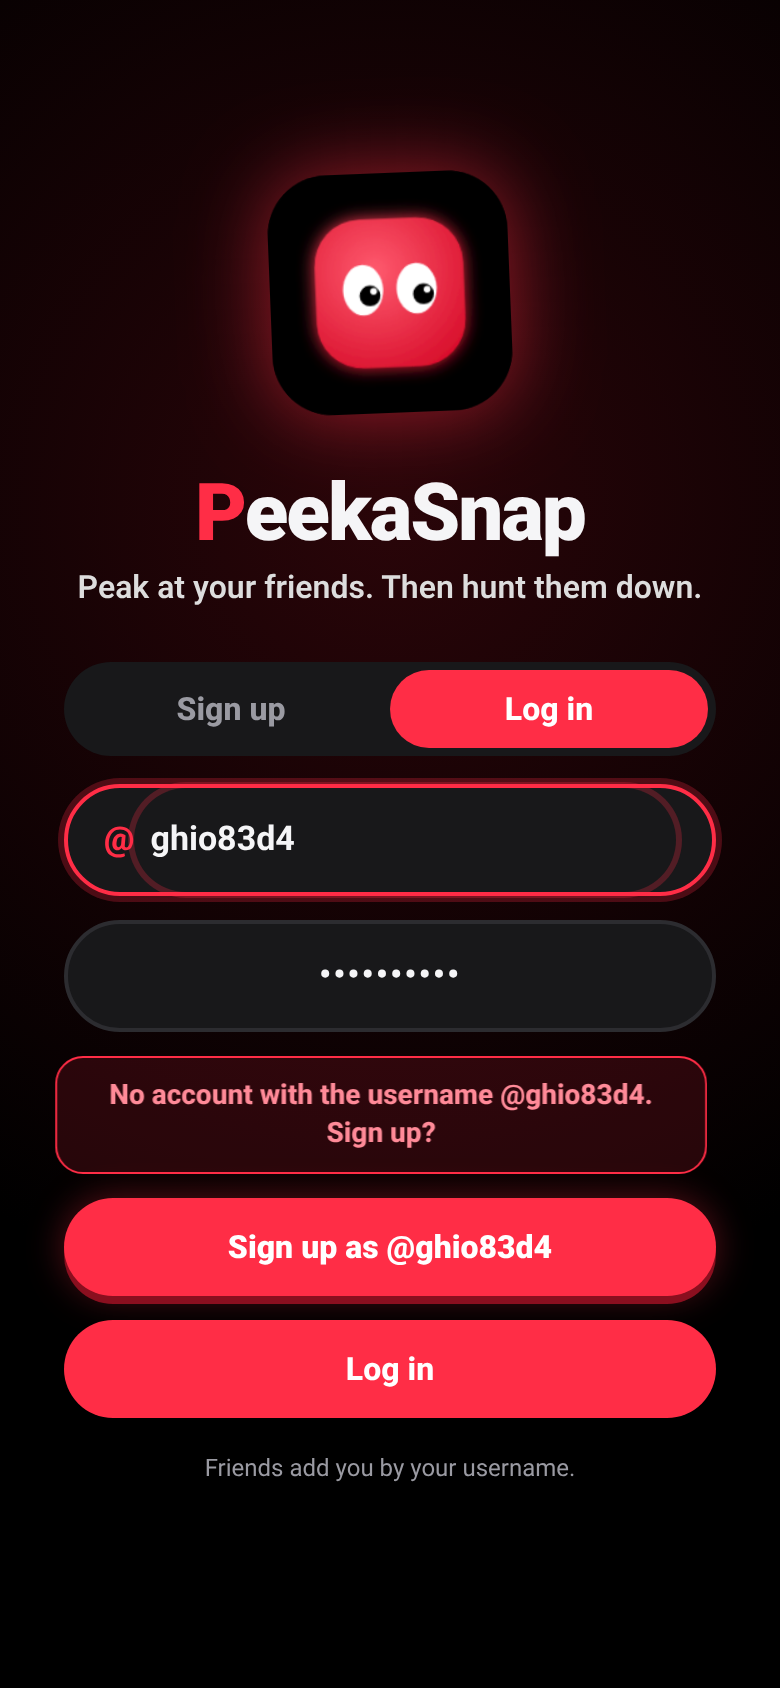 PeekaSnap
Peak at your friends. Then hunt them down.
Sign up
Log in
@ ghio83d4
••••••••••
No account with the username @ghio83d4.
Sign up?
Sign up as @ghio83d4
Log in
Friends add you by your username.